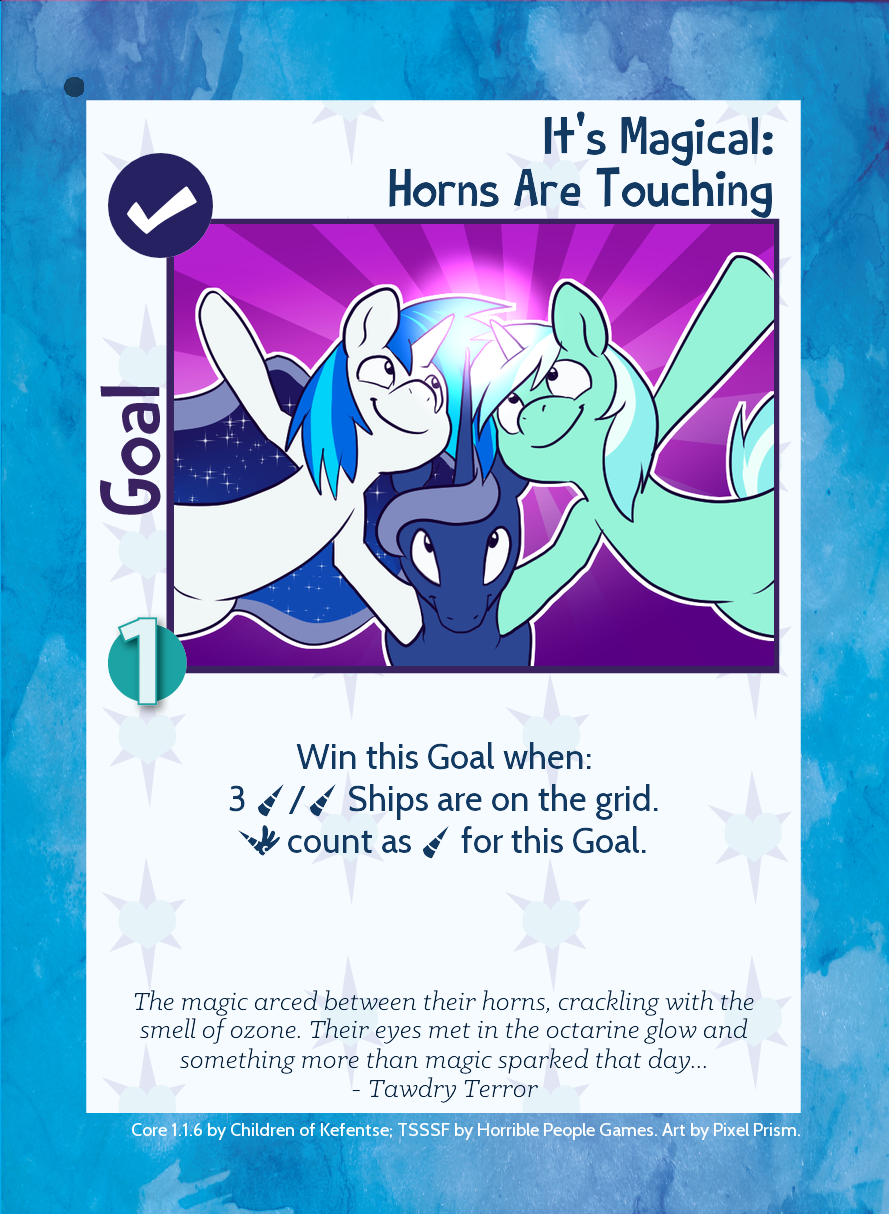 It's Magical:
Horns Are Touching
Goal
1
Win this Goal when:
3 / Ships are on the grid.
count as for this Goal.
The magic arced between their horns, crackling with the
smell of ozone. Their eyes met in the octarine glow and
something more than magic sparked that day...
- Tawdry Terror
Core 1.1.6 by Children of Kefentse; TSSSF by Horrible People Games. Art by Pixel Prism.